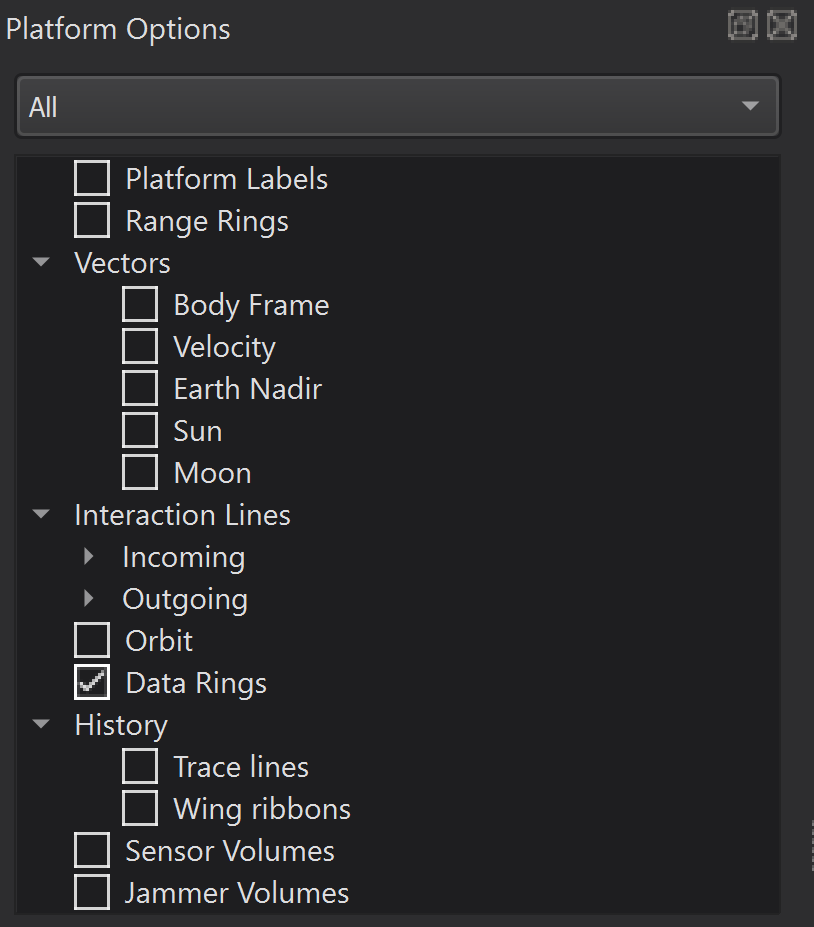 Platform Options
All
Platform Labels
Range Rings
Vectors
Body Frame
Velocity
Earth Nadir
Sun
Moon
Interaction Lines
Incoming
Outgoing
Orbit
Data Rings
History
Trace lines
Wing ribbons
Sensor Volumes
Jammer Volumes